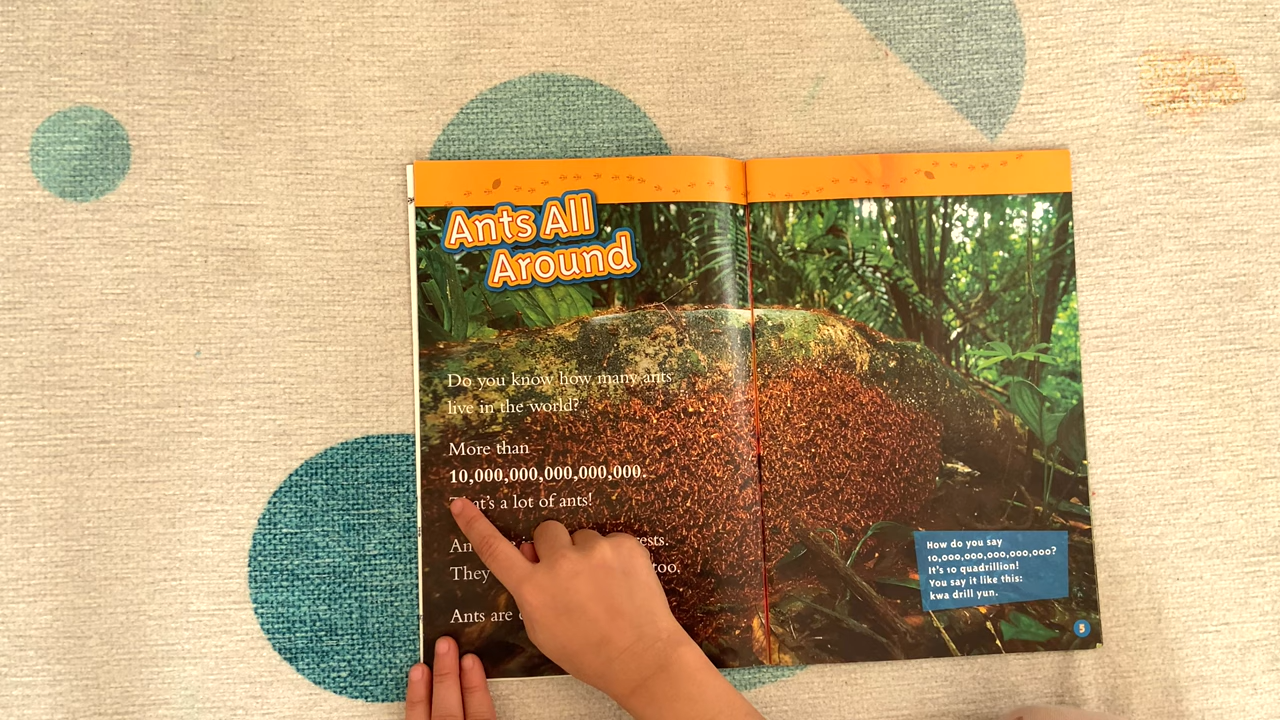 Ants All
Around
Do you know how many ants
live in the world?
More than
10,000,000,000,000,000.
That's a lot of ants!
They too.
Ants are
How do you say
10,000,000,000,000,000?
It's 10 quadrillion!
You say it like this:
kwa drill yun.
5